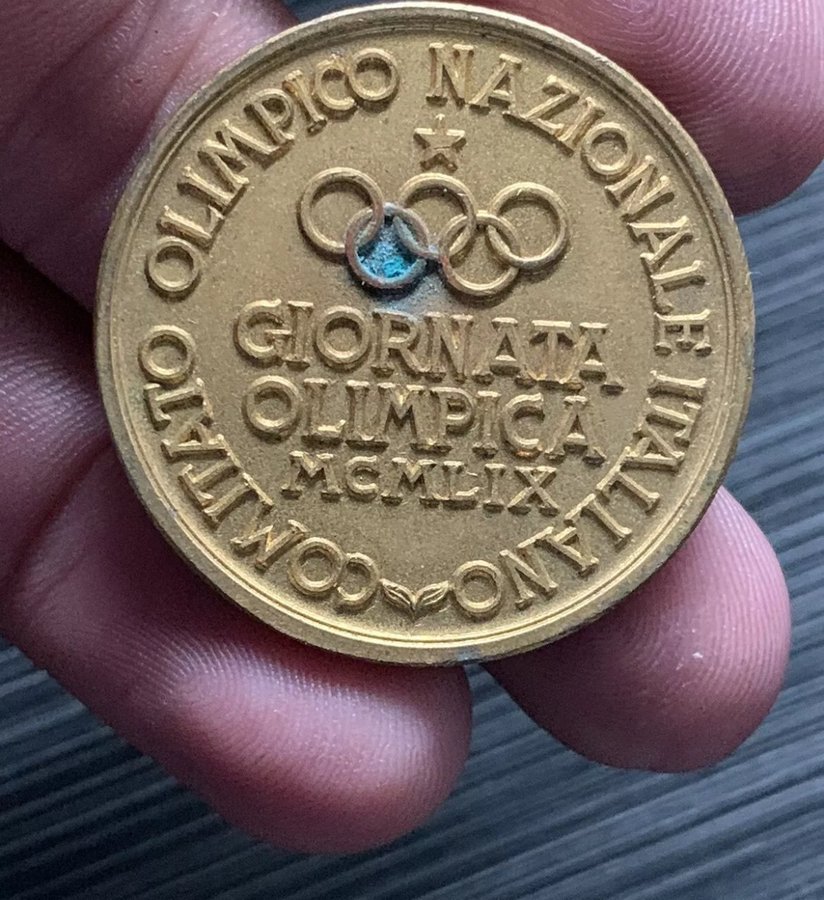 COMITATO OLIMPICO NAZIONALE ITALIANO
GIORNATA
OLIMPICA
MCMLIX